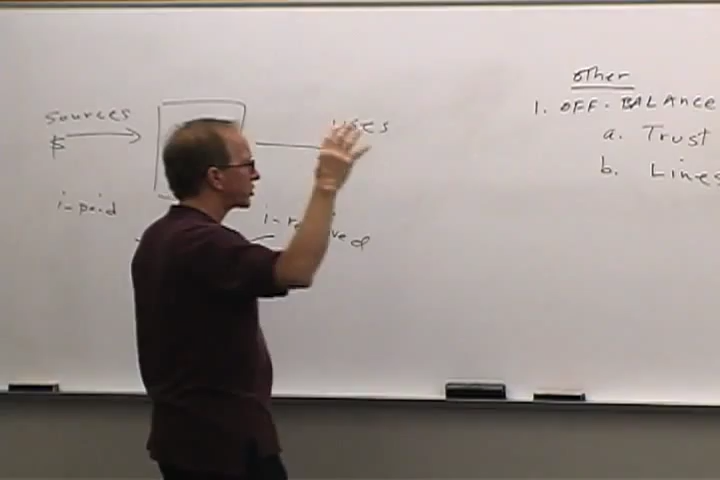 sources
$
i-paid
other
1. OFF-BALANCE
a. Trust
b. Lines